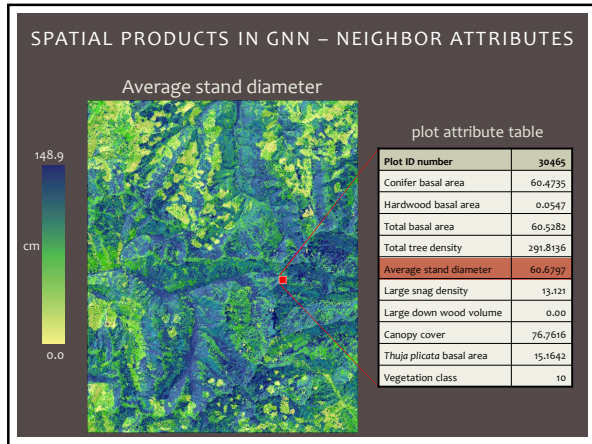 SPATIAL PRODUCTS IN GNN – NEIGHBOR ATTRIBUTES
Average stand diameter
148.9
cm
0.0
plot attribute table
Plot ID number 30465
Conifer basal area 60.4735
Hardwood basal area 0.0547
Total basal area 60.5282
Total tree density 291.8136
Average stand diameter 60.6797
Large snag density 13.121
Large down wood volume 0.00
Canopy cover 76.7616
Thuja plicata basal area 15.1642
Vegetation class 10